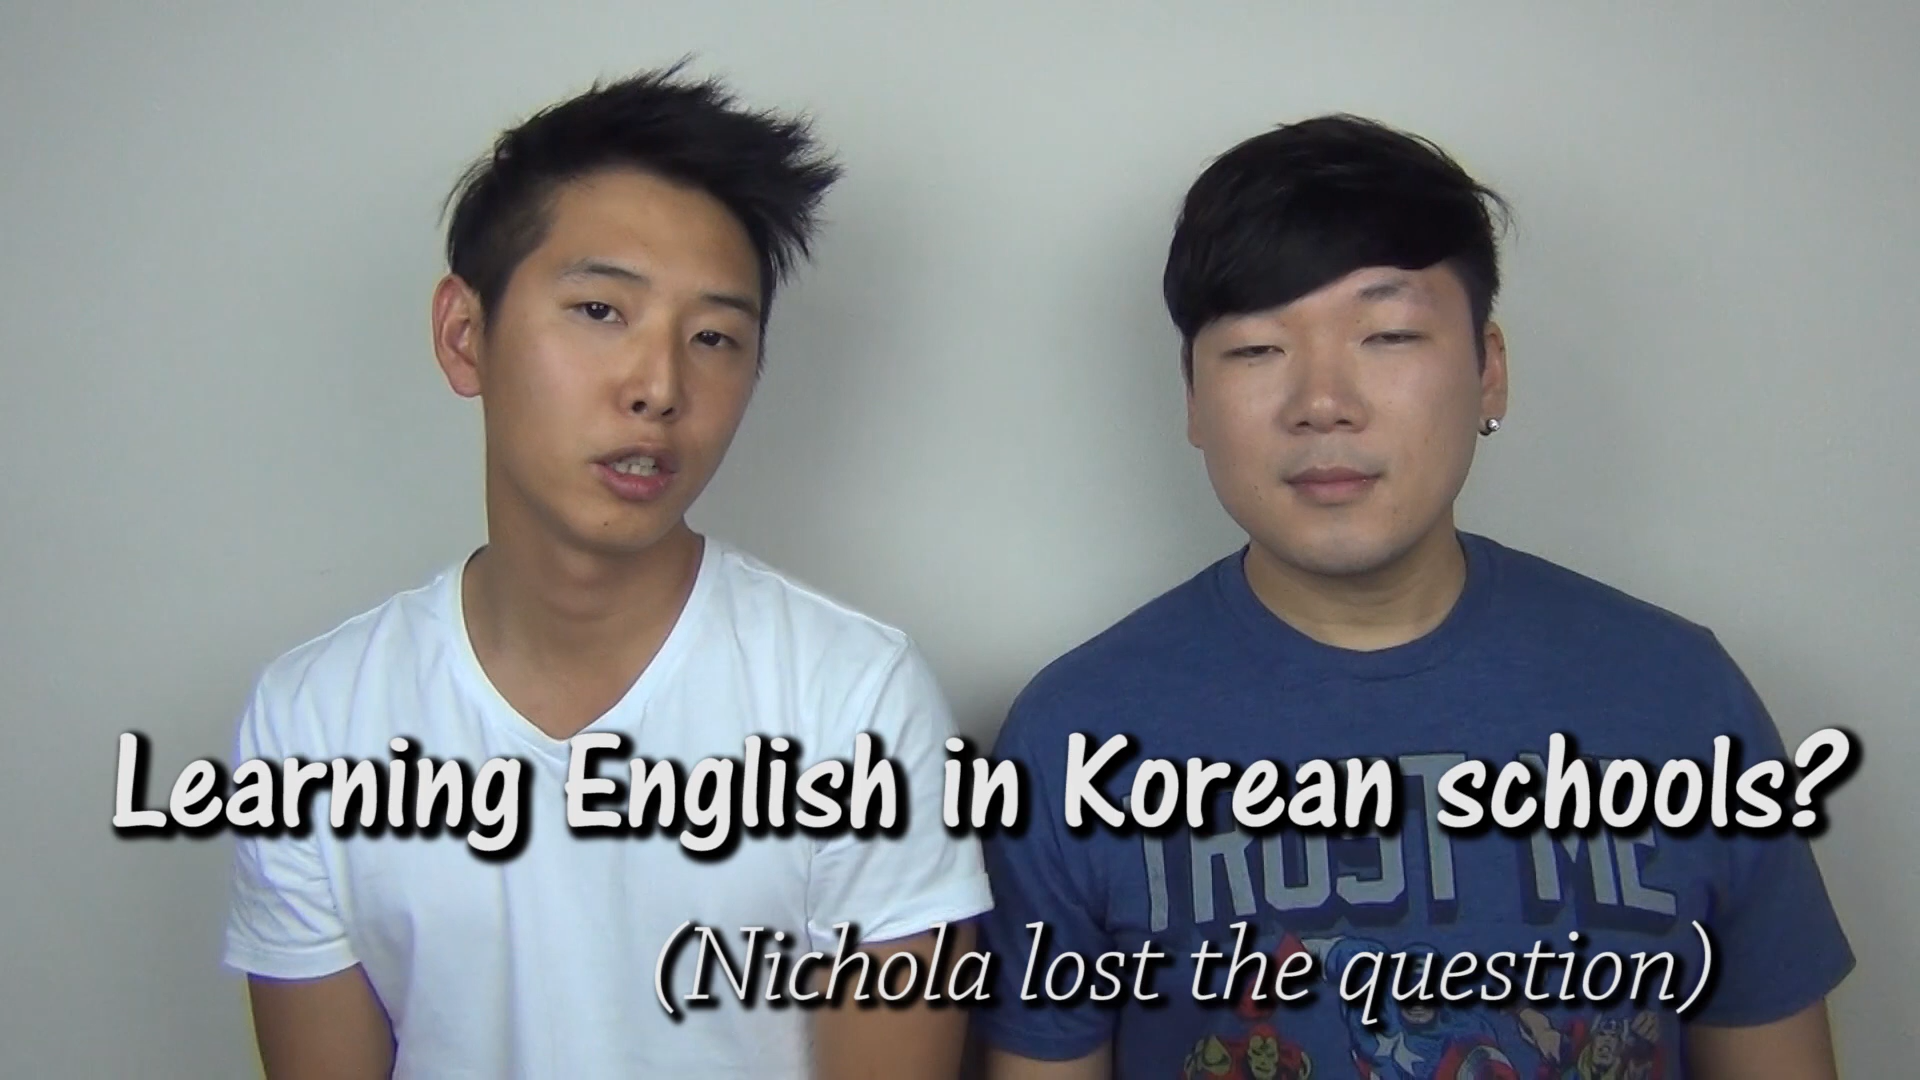 Learning English in Korean schools?
TRUST ME
(Nichola lost the question)